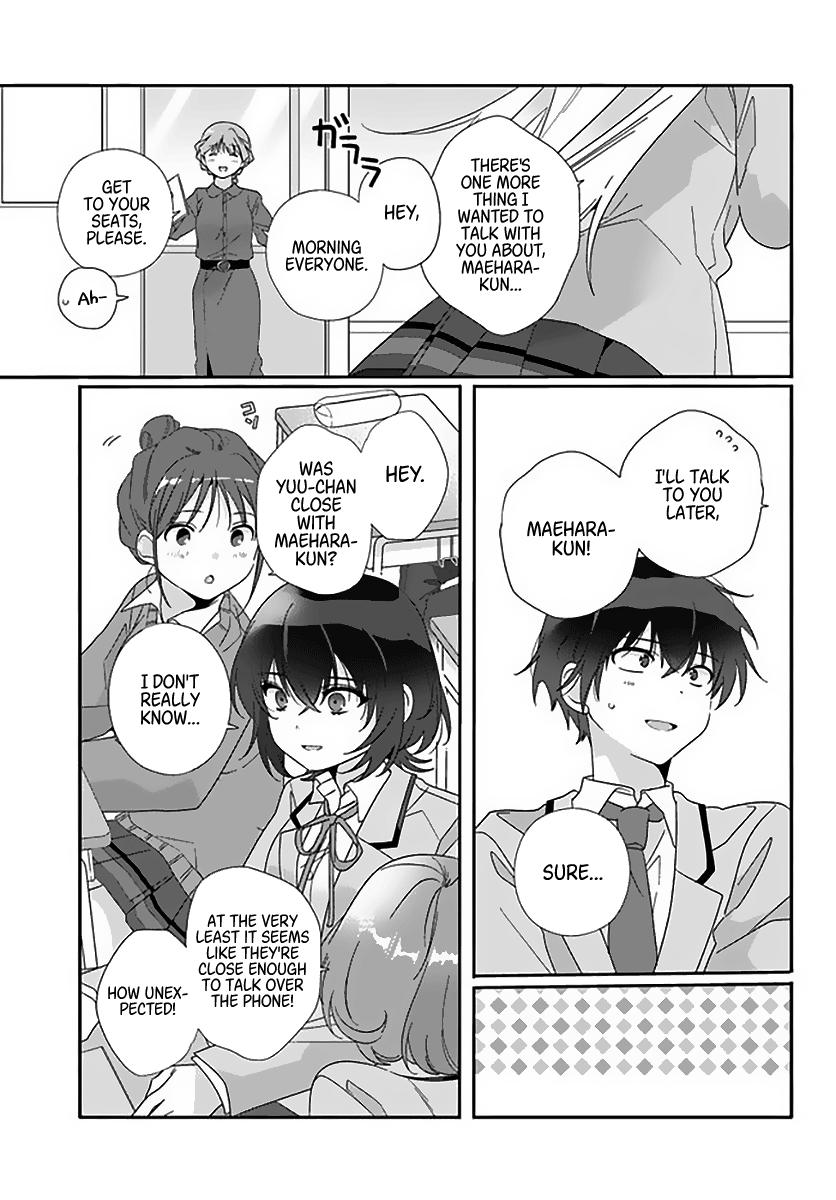 THERE'S
ONE MORE
THING I
WANTED TO
TALK WITH
YOU ABOUT,
MAEHARA-
KUN...
ガララ
HEY,
MORNING
EVERYONE.
GET
TO YOUR
SEATS,
PLEASE.
Ah-
I'LL TALK
TO YOU
LATER,
MAEHARA-
KUN!
SURE...
コソ
HEY.
WAS
YUU-CHAN
CLOSE
WITH
MAEHARA-
KUN?
I DON'T
REALLY
KNOW...
AT THE VERY
LEAST IT SEEMS
LIKE THEY'RE
CLOSE ENOUGH
TO TALK OVER
THE PHONE!
HOW UNEX-
PECTED!